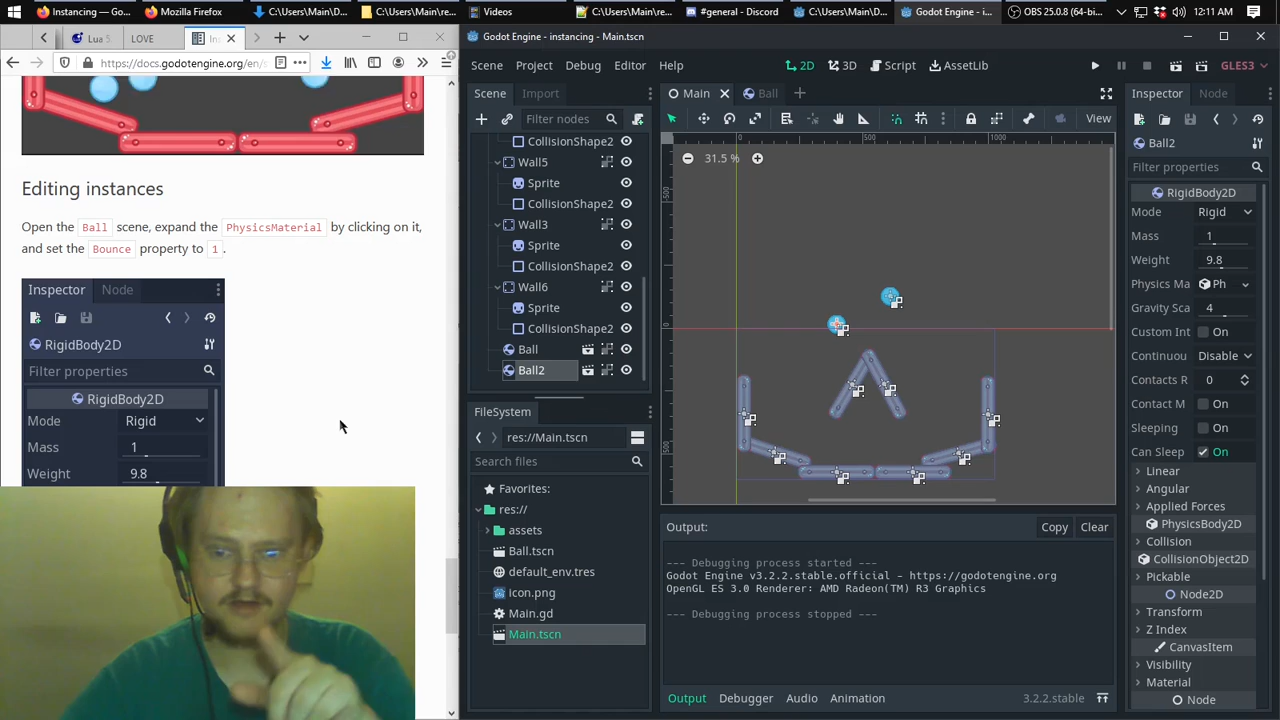 Instancing — Go...
Mozilla Firefox
C:\Users\Main\D...
C:\Users\Main\re...
Videos
C:\Users\Main\re...
#general - Discord
C:\Users\Main\D...
Godot Engine - i...
OBS 25.0.8 (64-bi...
12:11 AM
Lua 5.
LÖVE
In
https://docs.godotengine.org/en/s
Editing instances
Open the Ball scene, expand the PhysicsMaterial by clicking on it,
and set the Bounce property to 1.
Inspector
Node
RigidBody2D
Filter properties
RigidBody2D
Mode
Rigid
Mass
1
Weight
9.8
Godot Engine - instancing - Main.tscn
Scene
Project
Debug
Editor
Help
2D
3D
Script
AssetLib
GLES3
Scene
Import
Filter nodes
CollisionShape2
Wall5
Sprite
CollisionShape2
Wall3
Sprite
CollisionShape2
Wall6
Sprite
CollisionShape2
Ball
Ball2
FileSystem
res://Main.tscn
Search files
Favorites:
res://
assets
Ball.tscn
default_env.tres
icon.png
Main.gd
Main.tscn
Main
Ball
View
0
500
1000
31.5 %
500
0
500
Output:
Copy
Clear
--- Debugging process started ---
Godot Engine v3.2.2.stable.official - https://godotengine.org
OpenGL ES 3.0 Renderer: AMD Radeon(TM) R3 Graphics
--- Debugging process stopped ---
Output
Debugger
Audio
Animation
3.2.2.stable
Inspector
Node
Ball2
Filter properties
RigidBody2D
Mode
Rigid
Mass
1
Weight
9.8
Physics Ma
Ph
Gravity Sca
4
Custom Int
On
Continuou
Disable
Contacts R
0
Contact M
On
Sleeping
On
Can Sleep
On
Linear
Angular
Applied Forces
PhysicsBody2D
Collision
CollisionObject2D
Pickable
Node2D
Transform
Z Index
CanvasItem
Visibility
Material
Node